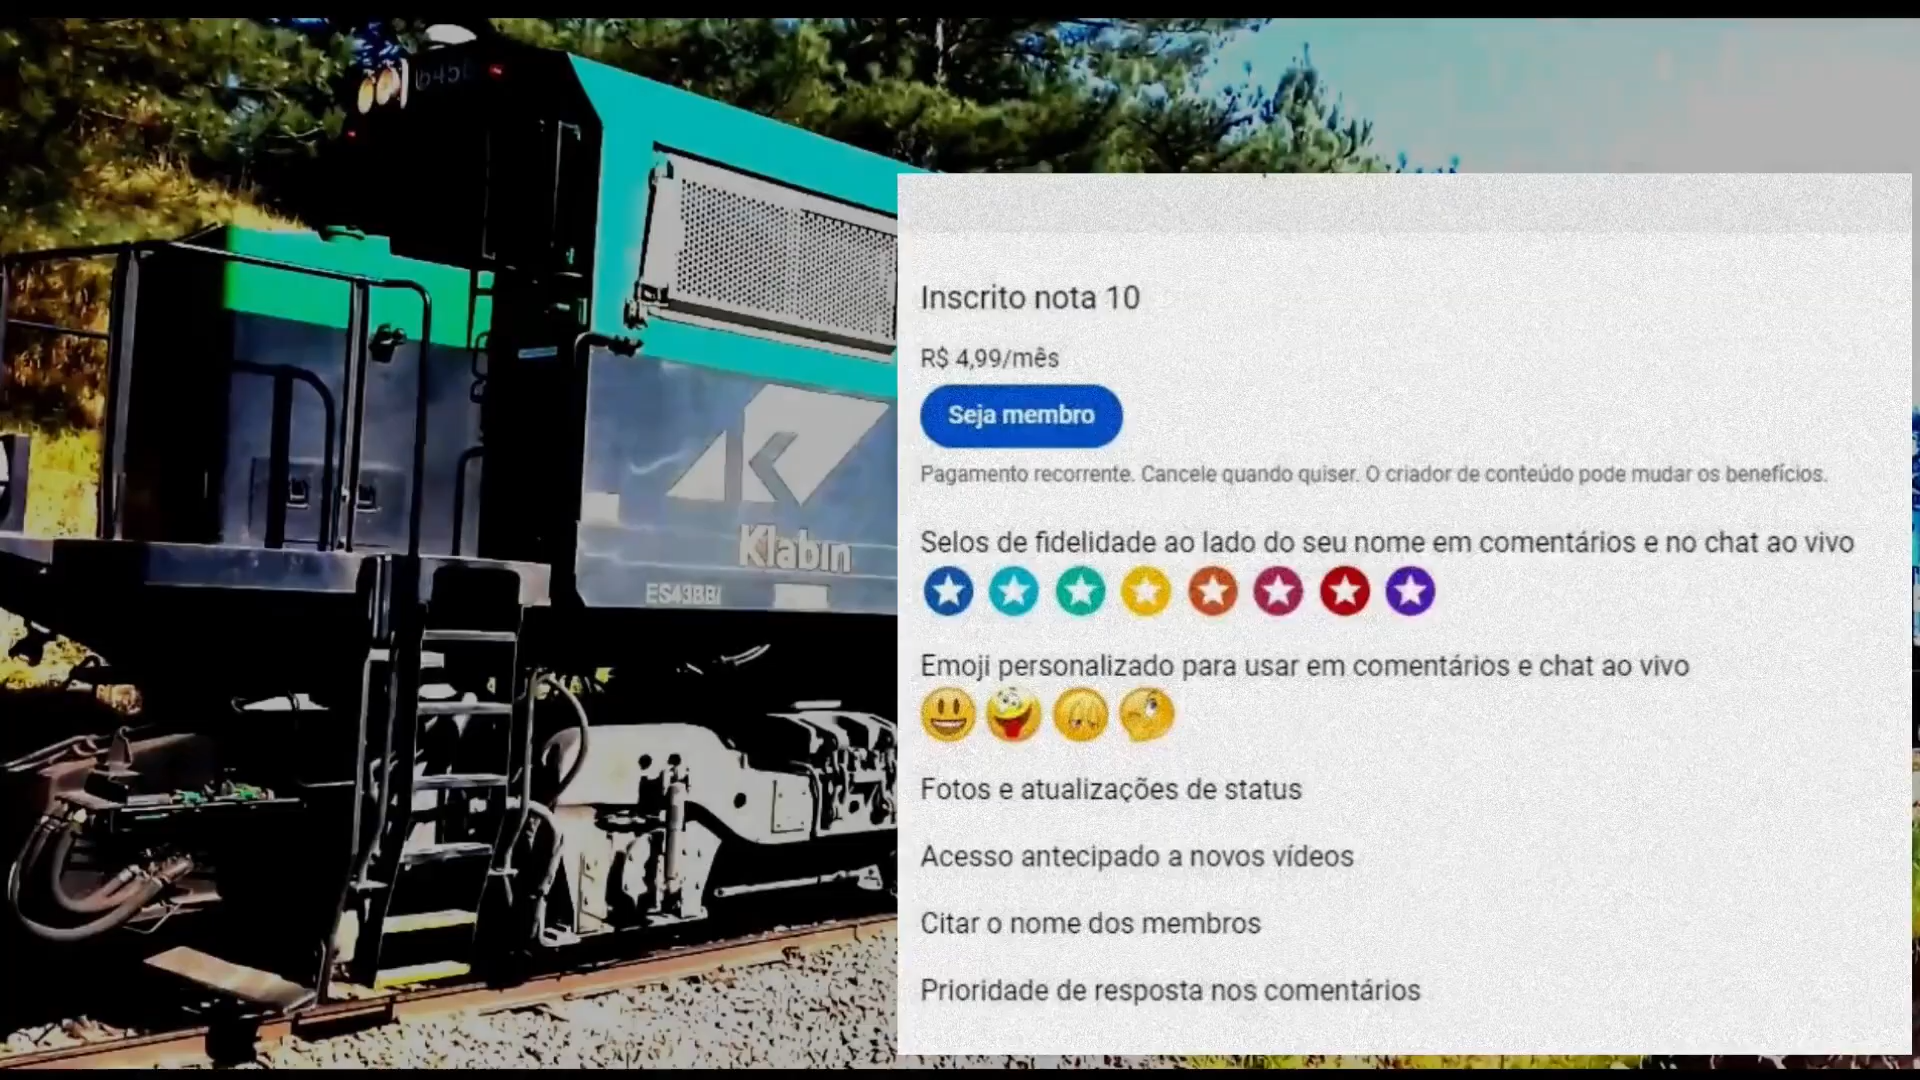 Klabin
Inscrito nota 10
R$ 4,99/mês
Seja membro
Pagamento recorrente. Cancele quando quiser. O criador de conteúdo pode mudar os benefícios.
Selos de fidelidade ao lado do seu nome em comentários e no chat ao vivo
Emoji personalizado para usar em comentários e chat ao vivo
Fotos e atualizações de status
Acesso antecipado a novos vídeos
Citar o nome dos membros
Prioridade de resposta nos comentários